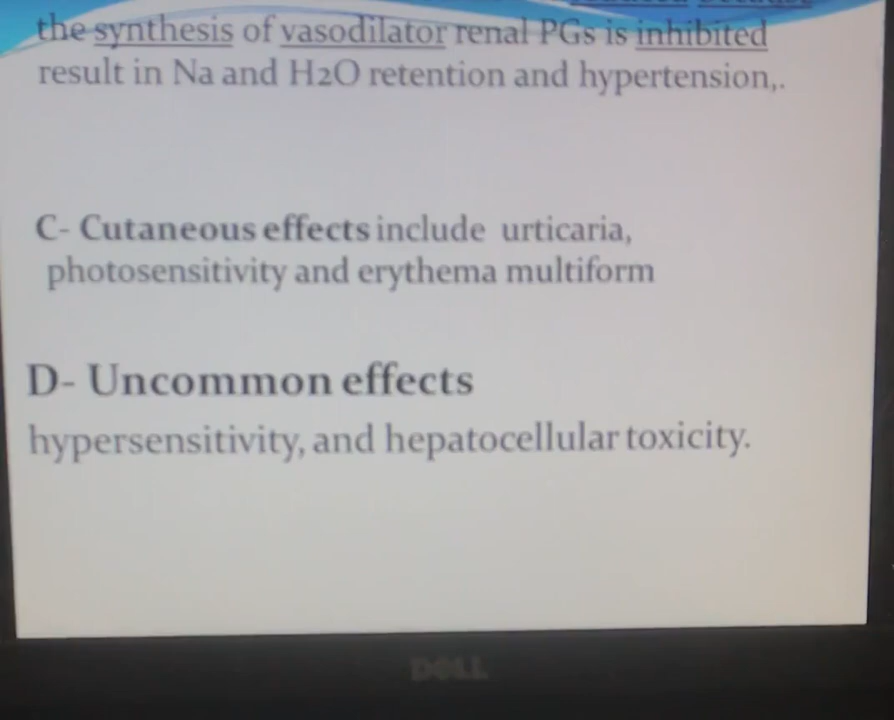 the synthesis of vasodilator renal PGs is inhibited
result in Na and H2O retention and hypertension,.
C- Cutaneous effects include urticaria,
photosensitivity and erythema multiform
D- Uncommon effects
hypersensitivity, and hepatocellular toxicity.
DELL